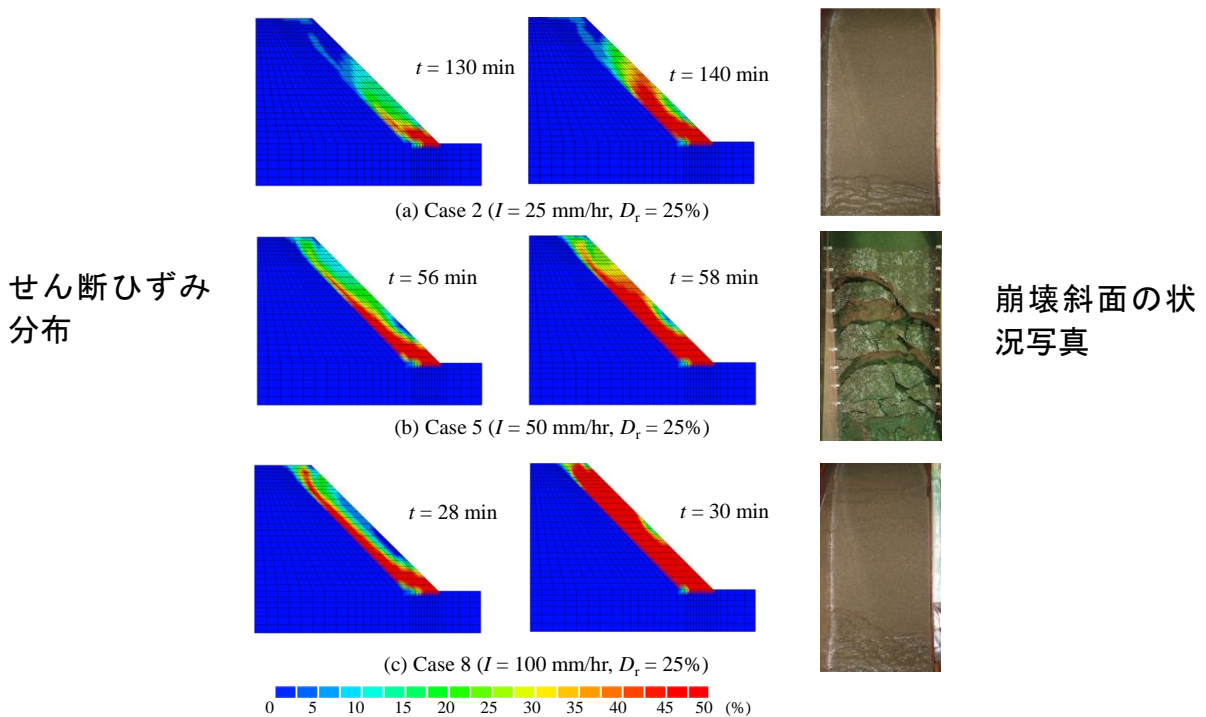 t = 130 min
t = 140 min
(a) Case 2 (I = 25 mm/hr, Dr = 25%)
せん断ひずみ
分布
t = 56 min
t = 58 min
崩壊斜面の状
況写真
(b) Case 5 (I = 50 mm/hr, Dr = 25%)
t = 28 min
t = 30 min
(c) Case 8 (I = 100 mm/hr, Dr = 25%)
0 5 10 15 20 25 30 35 40 45 50 (%)